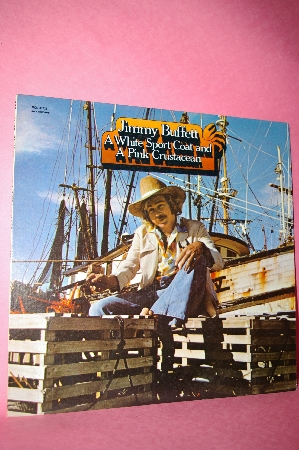 Jimmy Buffett
A White Sport Coat and
A Pink Crustacean